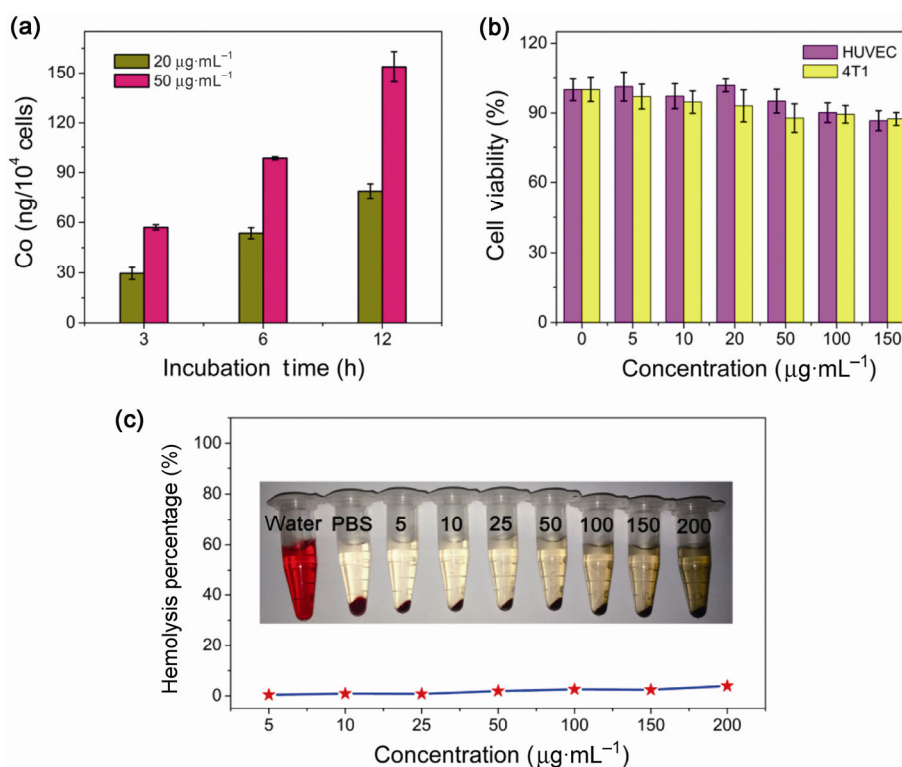 (a)
Co (ng/10⁴ cells)
150
120
90
60
30
0
20 μg·mL⁻¹
50 μg·mL⁻¹
3 6 12
Incubation time (h)
(b)
Cell viability (%)
120
90
60
30
0
HUVEC
4T1
0 5 10 20 50 100 150
Concentration (μg·mL⁻¹)
(c)
Hemolysis percentage (%)
100
80
60
40
20
0
Water PBS 5 10 25 50 100 150 200
5 10 25 50 100 150 200
Concentration (μg·mL⁻¹)